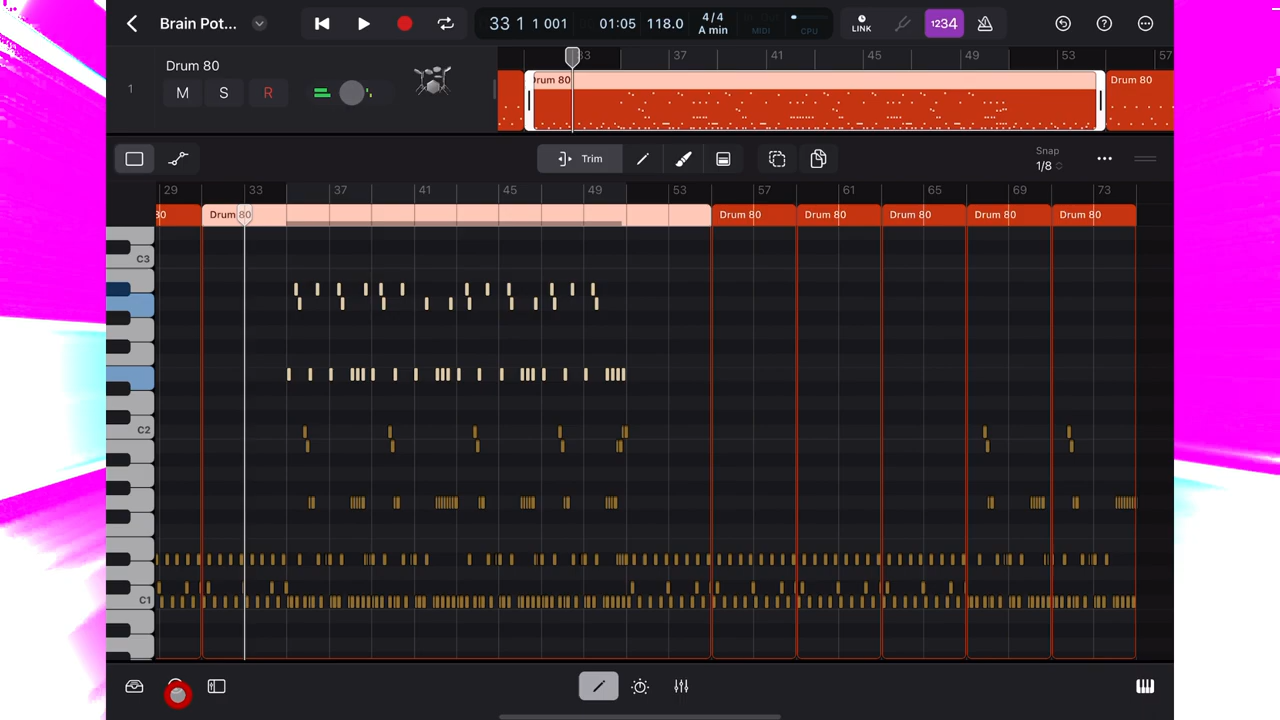 Brain Pot...
33 1 1 001
01:05
118.0
4/4
A min
MIDI
CPU
LINK
1234
Drum 80
1
M
S
R
33
37
41
45
49
53
57
Drum 80
Drum 80
Trim
Snap
1/8
29
33
37
41
45
49
53
57
61
65
69
73
80
Drum 80
Drum 80
Drum 80
Drum 80
Drum 80
Drum 80
C3
C2
C1